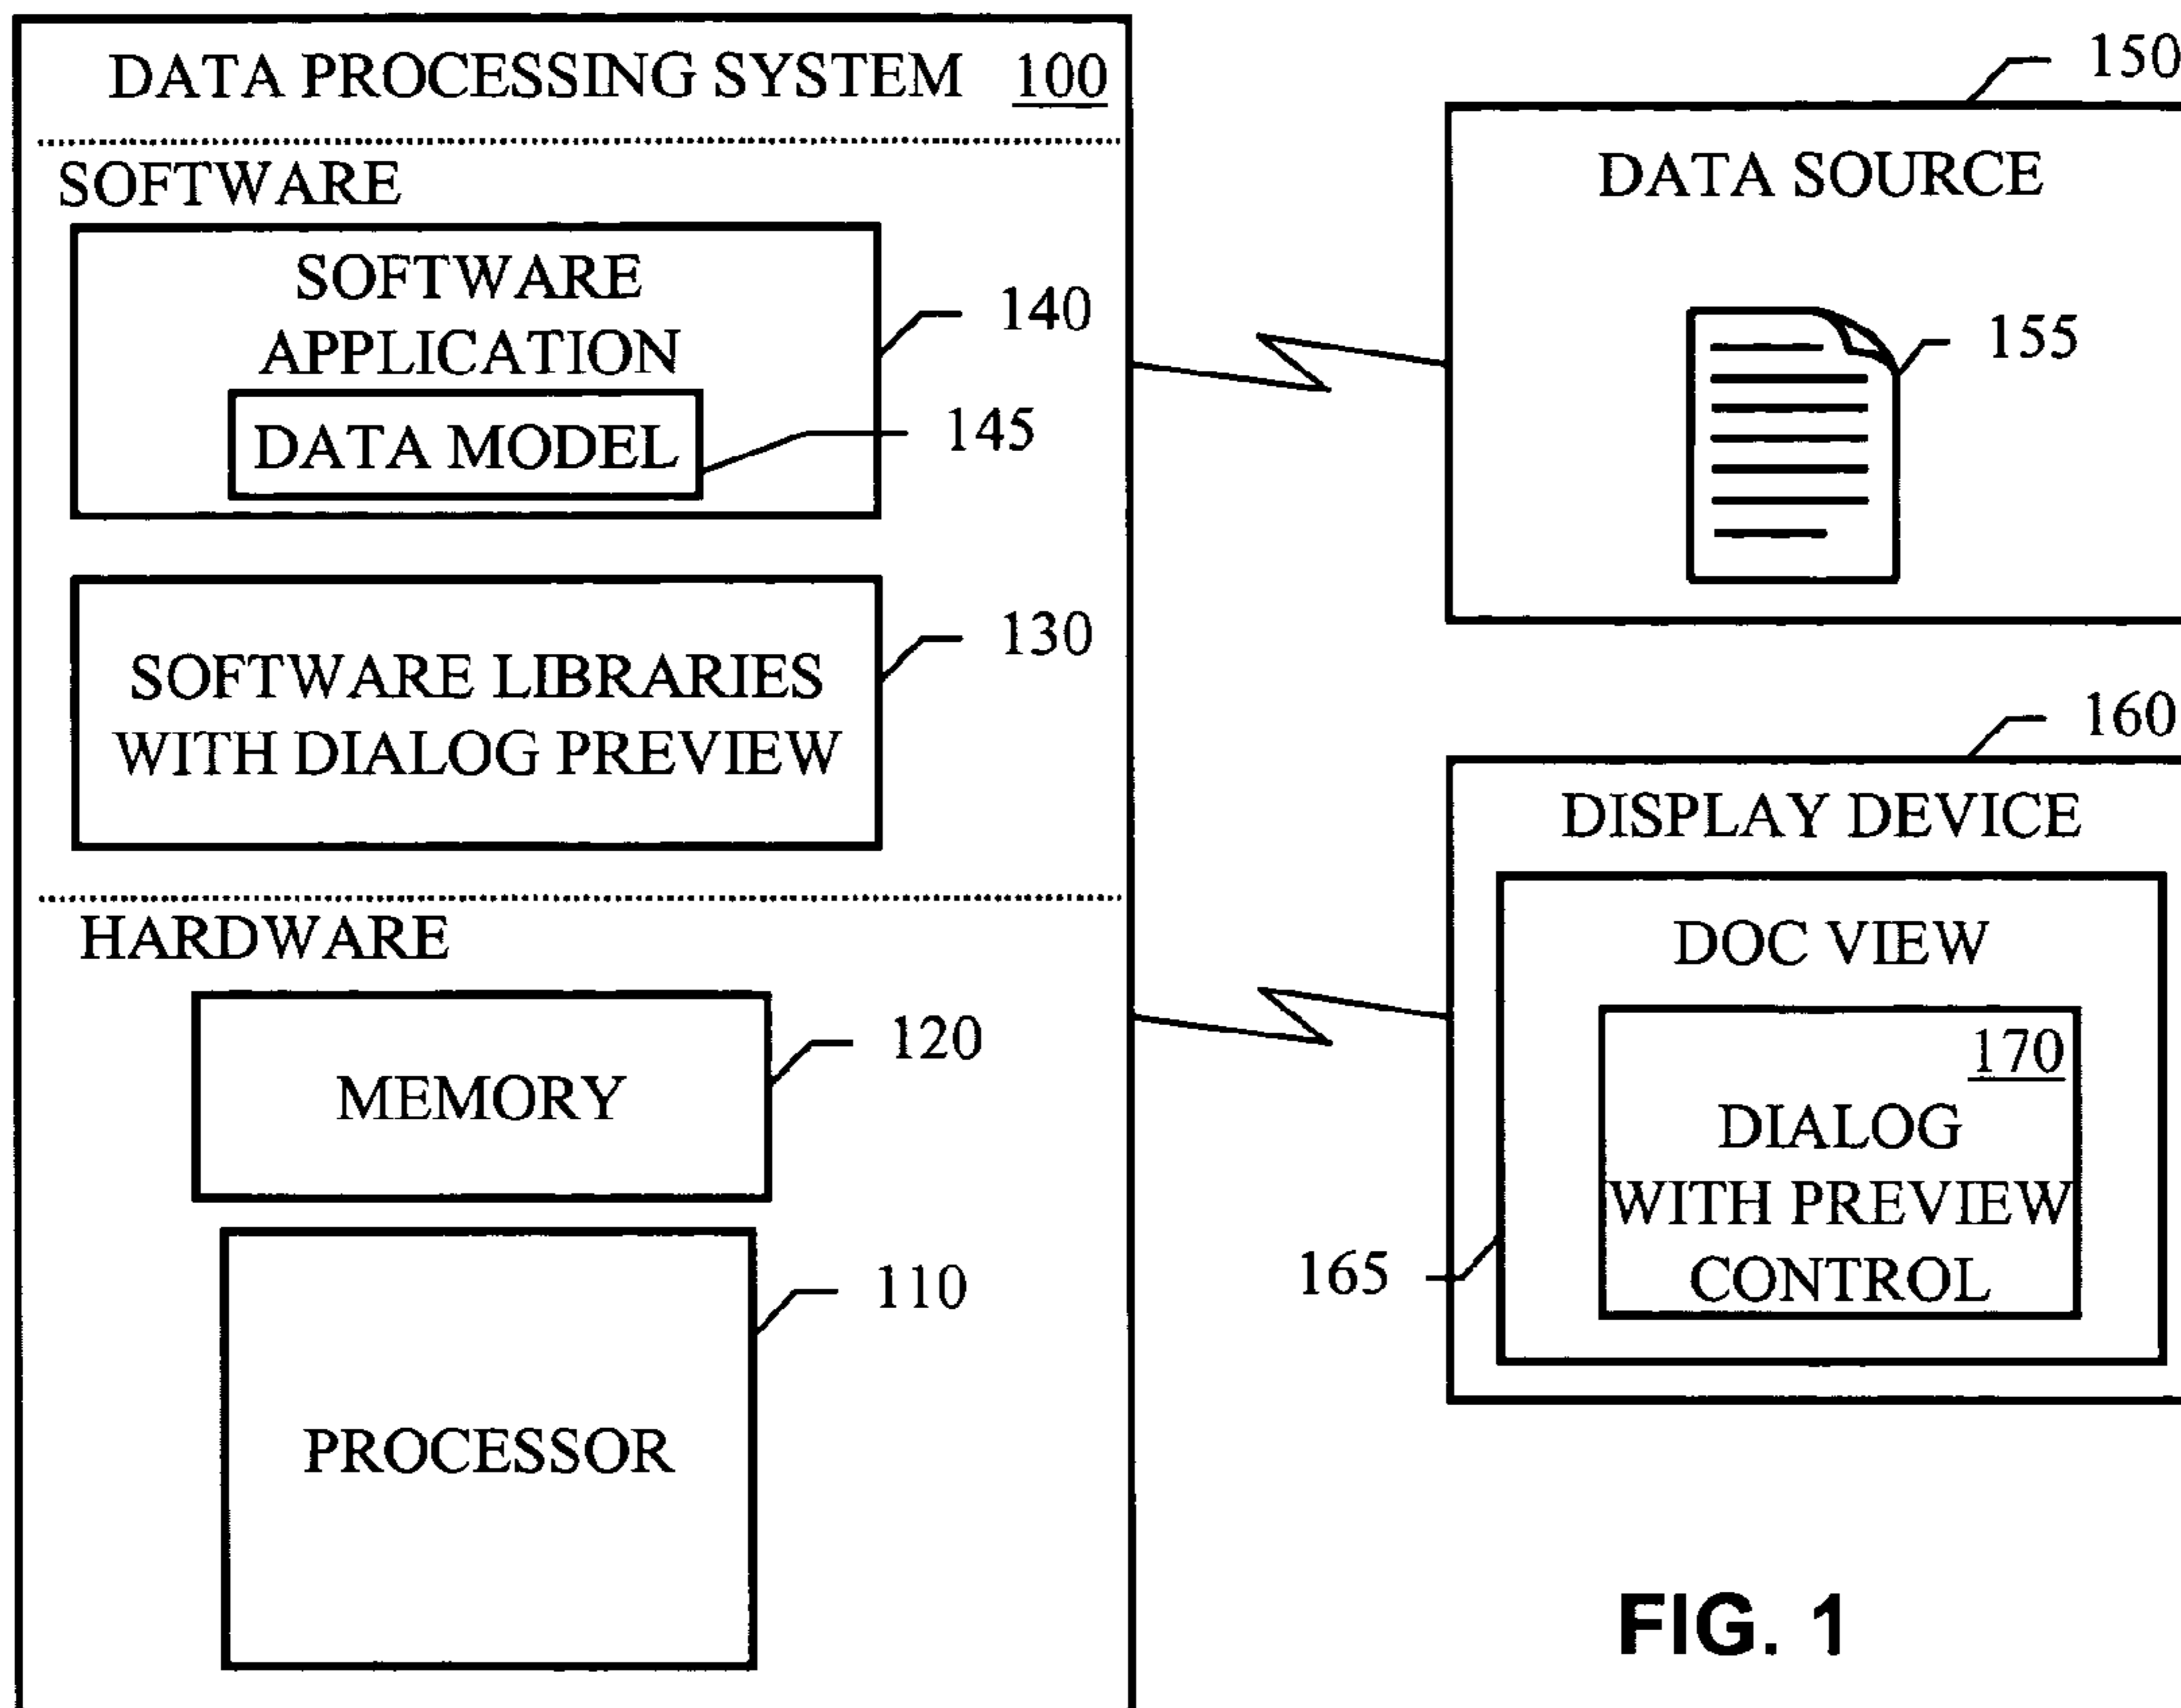 DATA PROCESSING SYSTEM 100
SOFTWARE
SOFTWARE
APPLICATION
140
DATA MODEL
145
SOFTWARE LIBRARIES
WITH DIALOG PREVIEW
130
HARDWARE
MEMORY
120
PROCESSOR
110
150
DATA SOURCE
155
160
DISPLAY DEVICE
DOC VIEW
170
DIALOG
WITH PREVIEW
CONTROL
165
FIG. 1